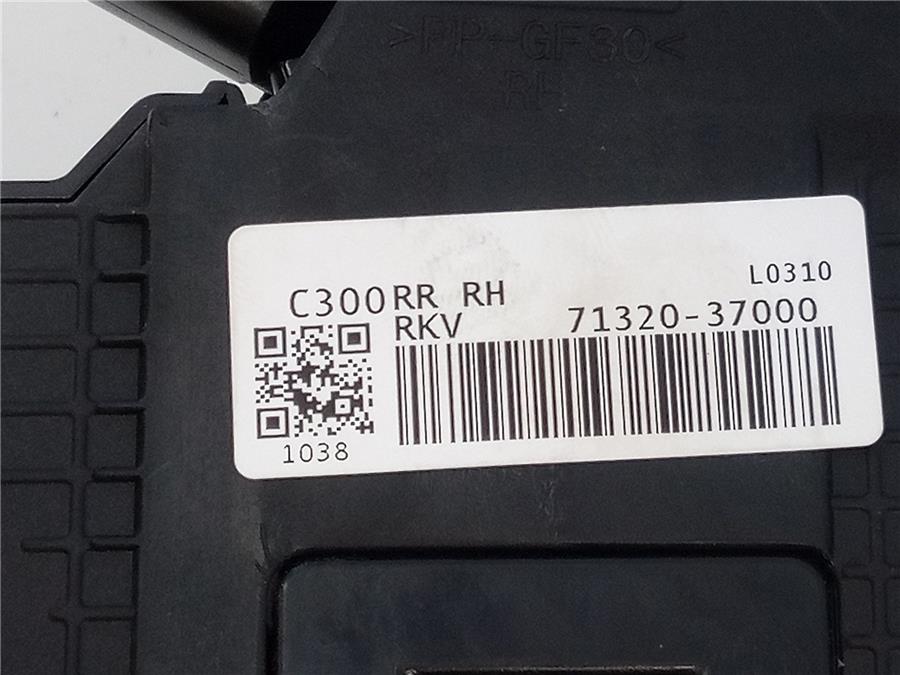 >PP-GF30<
RH
L0310
C300RR RH
RKV 71320-37000
1038